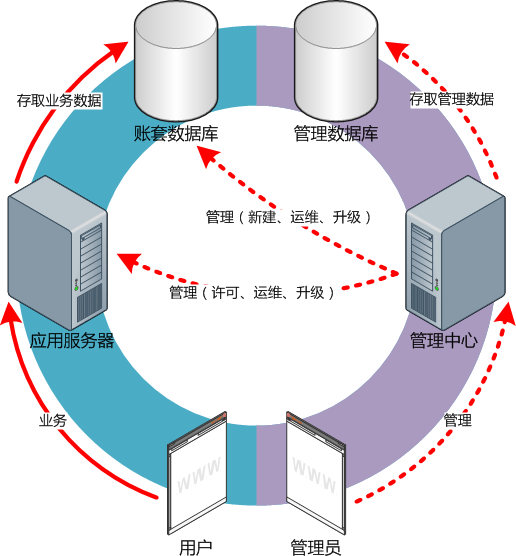 存取业务数据
存取管理数据
账套数据库
管理数据库
管理（新建、运维、升级）
管理（许可、运维、升级）
应用服务器
管理中心
业务
管理
WWW
WWW
用户
管理员